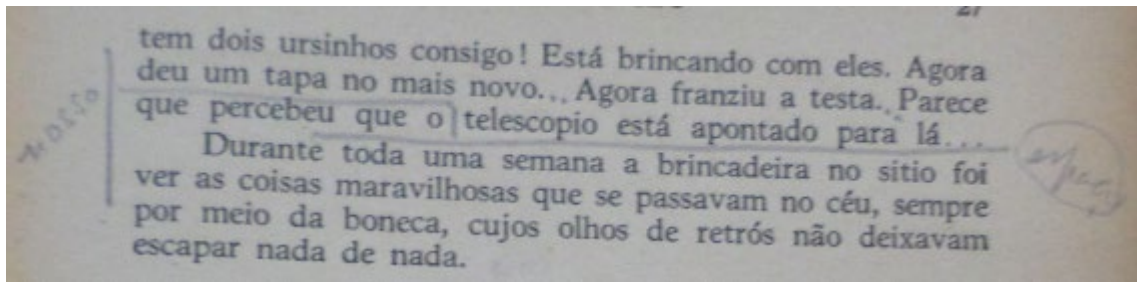 27
tem dois ursinhos consigo! Está brincando com eles. Agora
deu um tapa no mais novo... Agora franziu a testa. Parece
que percebeu que o telescopio está apontado para lá...
Durante toda uma semana a brincadeira no sitio foi
ver as coisas maravilhosas que se passavam no céu, sempre
por meio da boneca, cujos olhos de retrós não deixavam
escapar nada de nada.